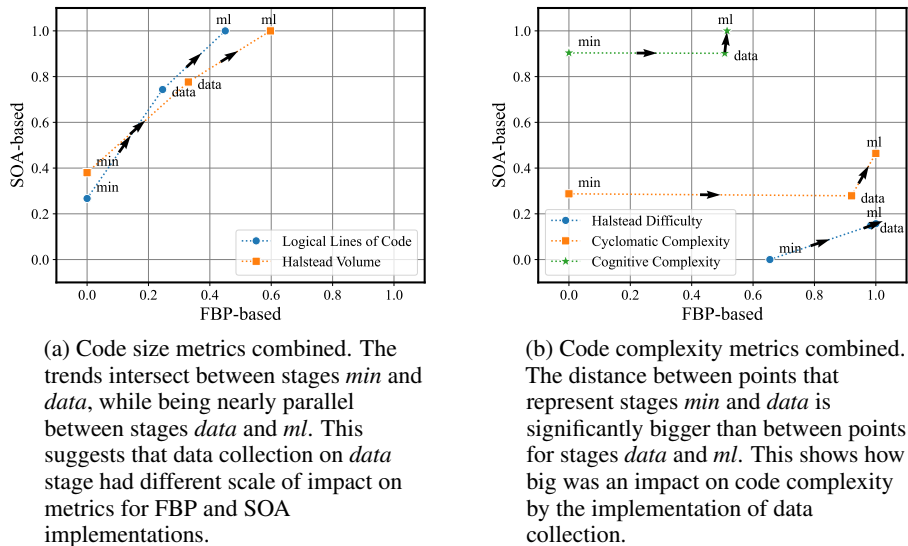 1.0
0.8
0.6
0.4
0.2
0.0
SOA-based
ml
ml
data
data
min
min
Logical Lines of Code
Halstead Volume
0.0 0.2 0.4 0.6 0.8 1.0
FBP-based
(a) Code size metrics combined. The
trends intersect between stages min and
data, while being nearly parallel
between stages data and ml. This
suggests that data collection on data
stage had different scale of impact on
metrics for FBP and SOA
implementations.
1.0
0.8
0.6
0.4
0.2
0.0
SOA-based
ml
min
data
ml
min
data
ml
data
min
Halstead Difficulty
Cyclomatic Complexity
Cognitive Complexity
0.0 0.2 0.4 0.6 0.8 1.0
FBP-based
(b) Code complexity metrics combined.
The distance between points that
represent stages min and data is
significantly bigger than between points
for stages data and ml. This shows how
big was an impact on code complexity
by the implementation of data
collection.